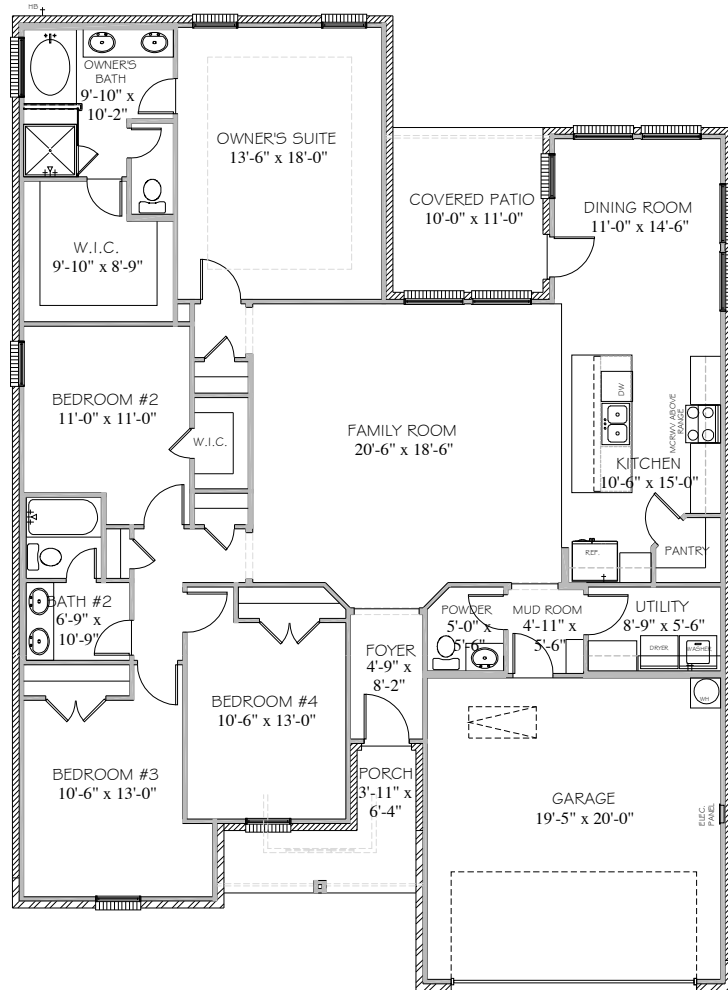 HB
OWNER'S
BATH
9'-10" x
10'-2"
OWNER'S SUITE
13'-6" x 18'-0"
COVERED PATIO
10'-0" x 11'-0"
DINING ROOM
11'-0" x 14'-6"
W.I.C.
9'-10" x 8'-9"
BEDROOM #2
11'-0" x 11'-0"
W.I.C.
FAMILY ROOM
20'-6" x 18'-6"
DW
MCRWV ABOVE
RANGE
KITCHEN
10'-6" x 15'-0"
REF.
PANTRY
BATH #2
6'-9" x
10'-9"
POWDER
5'-0" x
5'-6"
MUD ROOM
4'-11" x
5'-6"
UTILITY
8'-9" x 5'-6"
DRYER
WASHER
FOYER
4'-9" x
8'-2"
WH
BEDROOM #4
10'-6" x 13'-0"
BEDROOM #3
10'-6" x 13'-0"
PORCH
3'-11" x
6'-4"
GARAGE
19'-5" x 20'-0"
ELEC.
PANEL